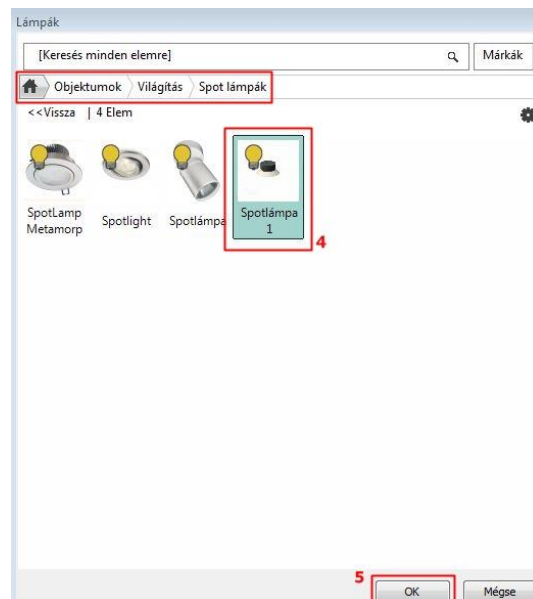 Lámpák
[Keresés minden elemre]
Márkák
Objektumok Világítás Spot lámpák
<<Vissza | 4 Elem
SpotLamp Metamorp
Spotlight
Spotlámpa
Spotlámpa 1
4
5
OK
Mégse